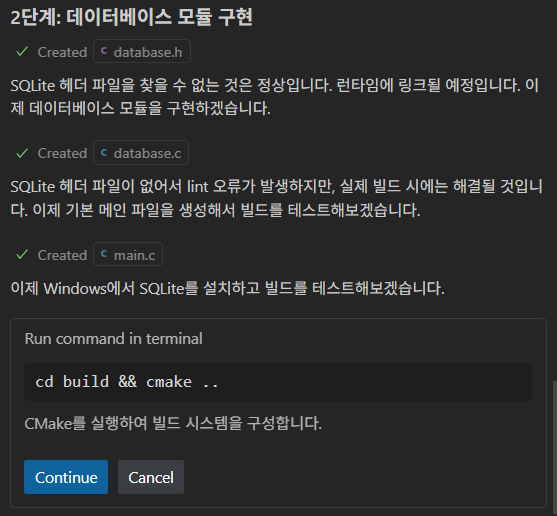 2단계: 데이터베이스 모듈 구현
✓ Created C database.h
SQLite 헤더 파일을 찾을 수 없는 것은 정상입니다. 런타임에 링크될 예정입니다. 이
제 데이터베이스 모듈을 구현하겠습니다.
✓ Created C database.c
SQLite 헤더 파일이 없어서 lint 오류가 발생하지만, 실제 빌드 시에는 해결될 것입니
다. 이제 기본 메인 파일을 생성해서 빌드를 테스트해보겠습니다.
✓ Created C main.c
이제 Windows에서 SQLite를 설치하고 빌드를 테스트해보겠습니다.
Run command in terminal
cd build && cmake ..
CMake를 실행하여 빌드 시스템을 구성합니다.
Continue Cancel